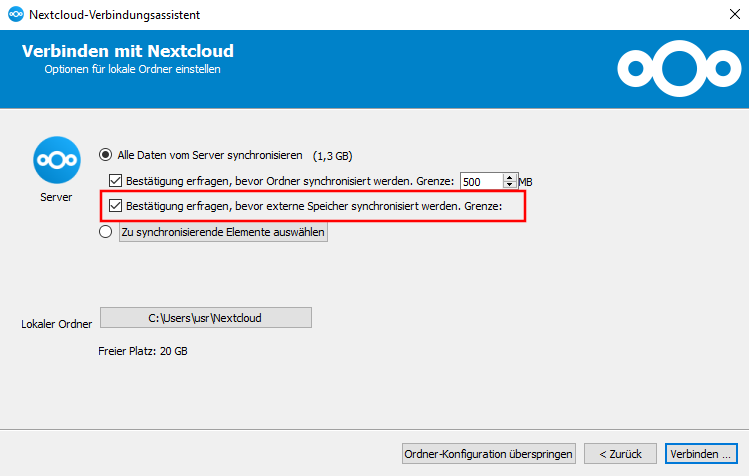 Nextcloud-Verbindungsassistent
Verbinden mit Nextcloud
Optionen für lokale Ordner einstellen
Alle Daten vom Server synchronisieren (1,3 GB)
Bestätigung erfragen, bevor Ordner synchronisiert werden. Grenze: 500 MB
Server
Bestätigung erfragen, bevor externe Speicher synchronisiert werden. Grenze:
Zu synchronisierende Elemente auswählen
Lokaler Ordner C:\Users\usr\Nextcloud
Freier Platz: 20 GB
Ordner-Konfiguration überspringen < Zurück Verbinden ...